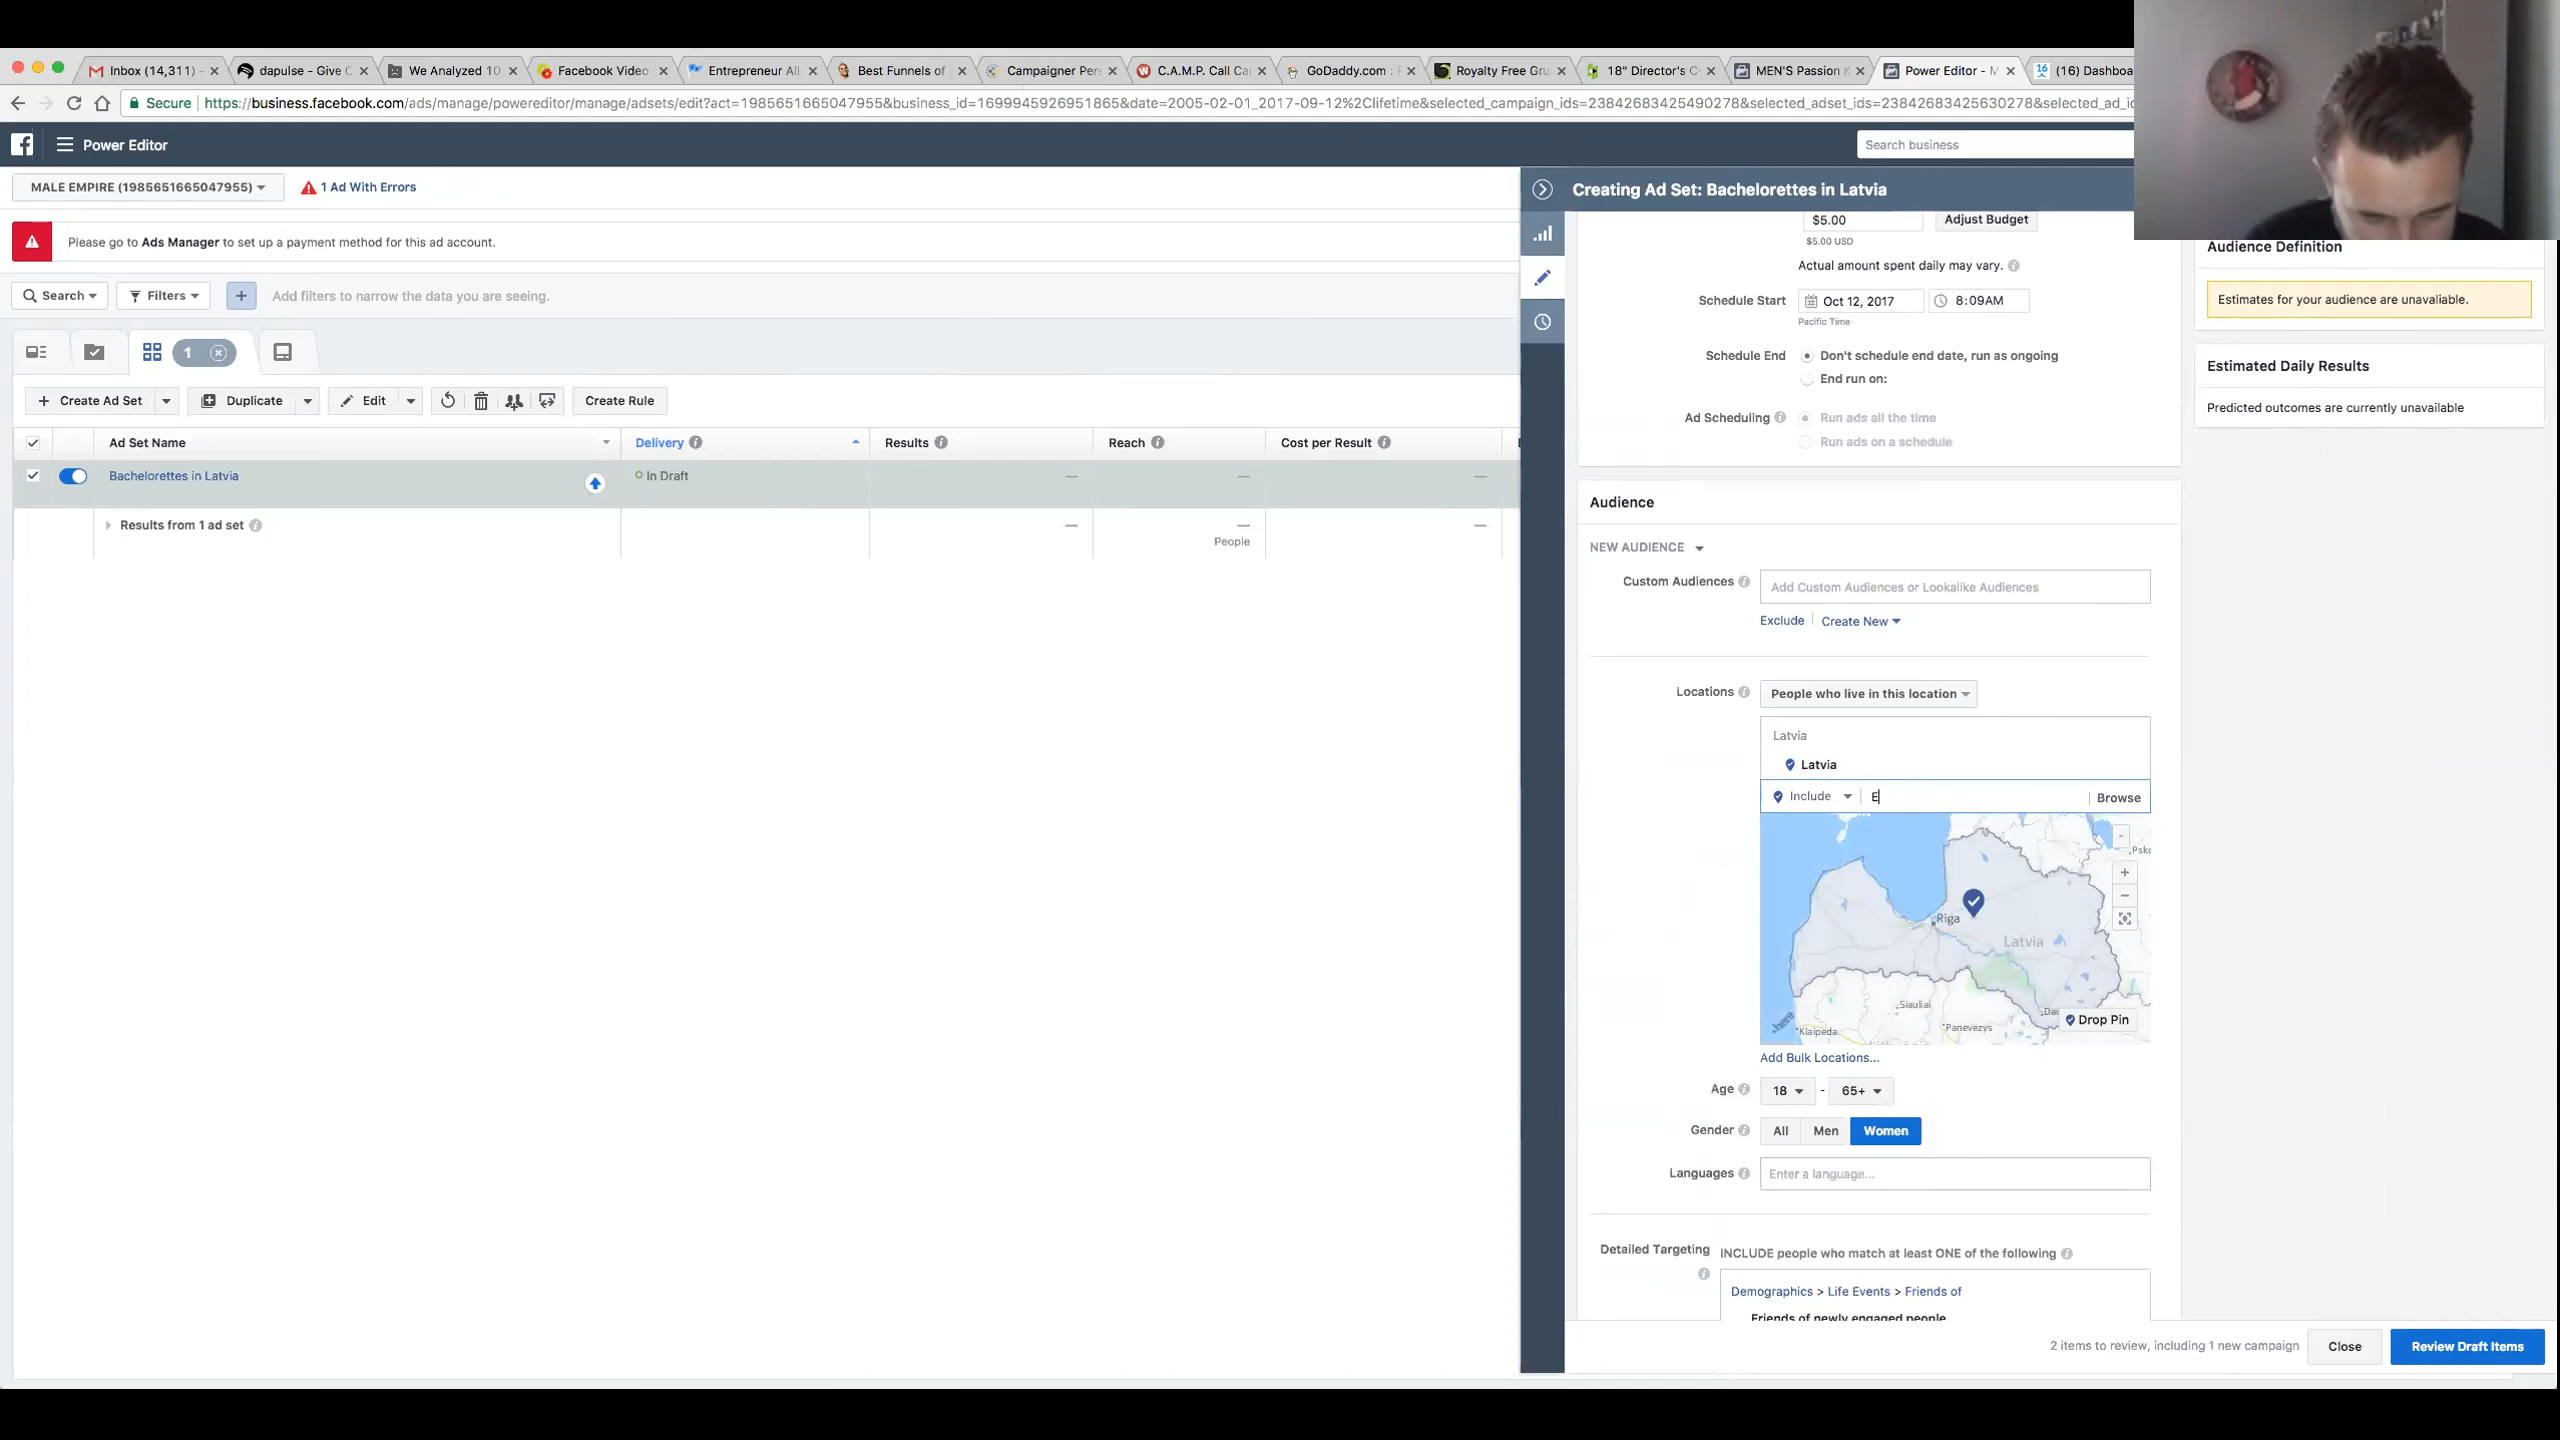 Inbox (14,311) -
dapulse - Give C
We Analyzed 10
Facebook Video
Entrepreneur All
Best Funnels of
Campaigner Pers
C.A.M.P. Call Ca
GoDaddy.com : F
Royalty Free Gru
18" Director's C
MEN'S Passion K
Power Editor - M
(16) Dashboa
Secure
https://business.facebook.com/ads/manage/powereditor/manage/adsets/edit?act=1985651665047955&business_id=1699945926951865&date=2005-02-01_2017-09-12%2Clifetime&selected_campaign_ids=23842683425490278&selected_adset_ids=23842683425630278&selected_ad_id
Power Editor
Search business
MALE EMPIRE (1985651665047955)
1 Ad With Errors
Creating Ad Set: Bachelorettes in Latvia
Please go to Ads Manager to set up a payment method for this ad account.
Search
Filters
Add filters to narrow the data you are seeing.
1
Create Ad Set
Duplicate
Edit
Create Rule
Ad Set Name
Delivery
Results
Reach
Cost per Result
Bachelorettes in Latvia
In Draft
—
—
—
Results from 1 ad set
—
—
—
People
$5.00
Adjust Budget
$5.00 USD
Actual amount spent daily may vary.
Schedule Start
Oct 12, 2017
8:09AM
Pacific Time
Schedule End
Don't schedule end date, run as ongoing
End run on:
Ad Scheduling
Run ads all the time
Run ads on a schedule
Audience
NEW AUDIENCE
Custom Audiences
Add Custom Audiences or Lookalike Audiences
Exclude
Create New
Locations
People who live in this location
Latvia
Latvia
Include
E
Browse
Psko
Riga
Latvia
Siauliai
Klaipeda
Panevezys
Dau
here
Drop Pin
Add Bulk Locations...
Age
18
-
65+
Gender
All
Men
Women
Languages
Enter a language...
Detailed Targeting
INCLUDE people who match at least ONE of the following
Demographics > Life Events > Friends of
Friends of newly engaged people
Audience Definition
Estimates for your audience are unavaliable.
Estimated Daily Results
Predicted outcomes are currently unavailable
2 items to review, including 1 new campaign
Close
Review Draft Items